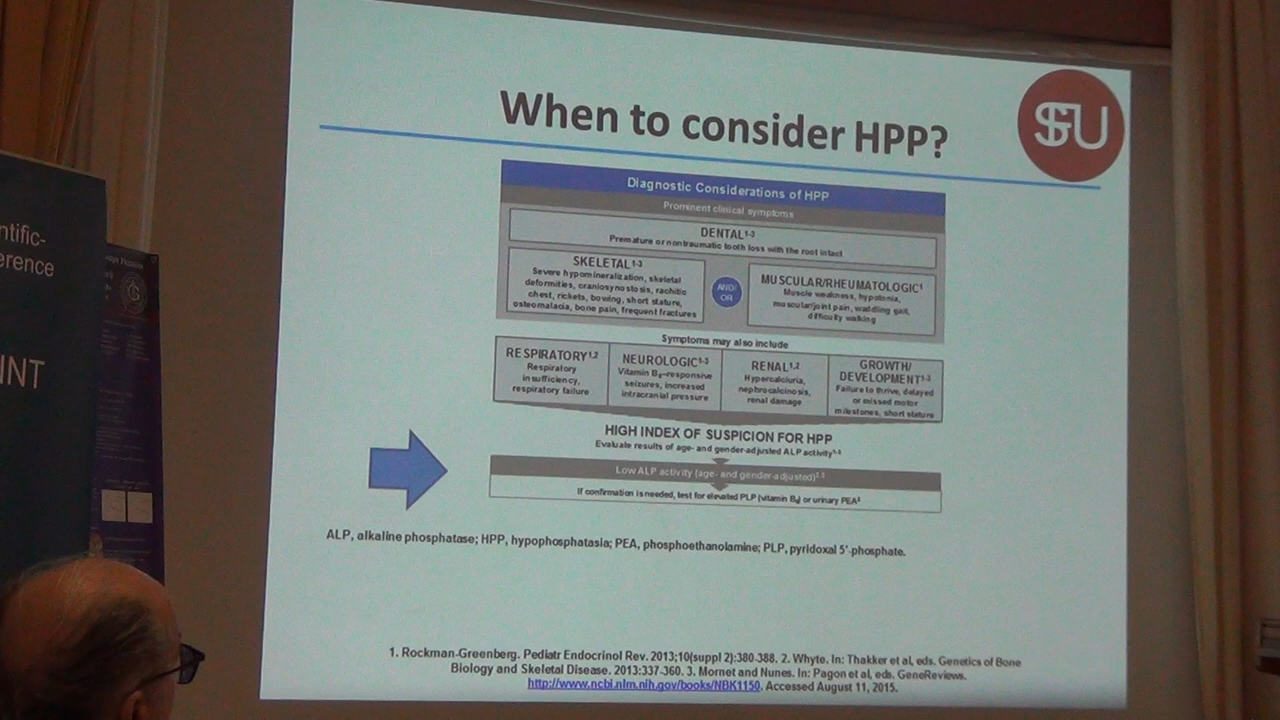 ntific-
erence
INT
SFU
When to consider HPP?
Diagnostic Considerations of HPP
Prominent clinical symptoms
DENTAL1-3
Premature or nontraumatic tooth loss with the root intact
SKELETAL1-3
Severe hypomineralization, skeletal
deformities, craniosynostosis, rachitic
chest, rickets, bowing, short stature,
osteomalacia, bone pain, frequent fractures
AND/
OR
MUSCULAR/RHEUMATOLOGIC1
Muscle weakness, hypotonia,
muscular/joint pain, waddling gait,
difficulty walking
Symptoms may also include
RESPIRATORY1,2
Respiratory
insufficiency,
respiratory failure
NEUROLOGIC1-3
Vitamin B6-responsive
seizures, increased
intracranial pressure
RENAL1,2
Hypercalciuria,
nephrocalcinosis,
renal damage
GROWTH/
DEVELOPMENT1-3
Failure to thrive, delayed
or missed motor
milestones, short stature
HIGH INDEX OF SUSPICION FOR HPP
Evaluate results of age- and gender-adjusted ALP activity1-3
Low ALP activity (age- and gender-adjusted)2,3
If confirmation is needed, test for elevated PLP (vitamin B6) or urinary PEA3
ALP, alkaline phosphatase; HPP, hypophosphatasia; PEA, phosphoethanolamine; PLP, pyridoxal 5'-phosphate.
1. Rockman-Greenberg. Pediatr Endocrinol Rev. 2013;10(suppl 2):380-388. 2. Whyte. In: Thakker et al, eds. Genetics of Bone
Biology and Skeletal Disease. 2013:337-360. 3. Mornet and Nunes. In: Pagon et al, eds. GeneReviews.
http://www.ncbi.nlm.nih.gov/books/NBK1150. Accessed August 11, 2015.